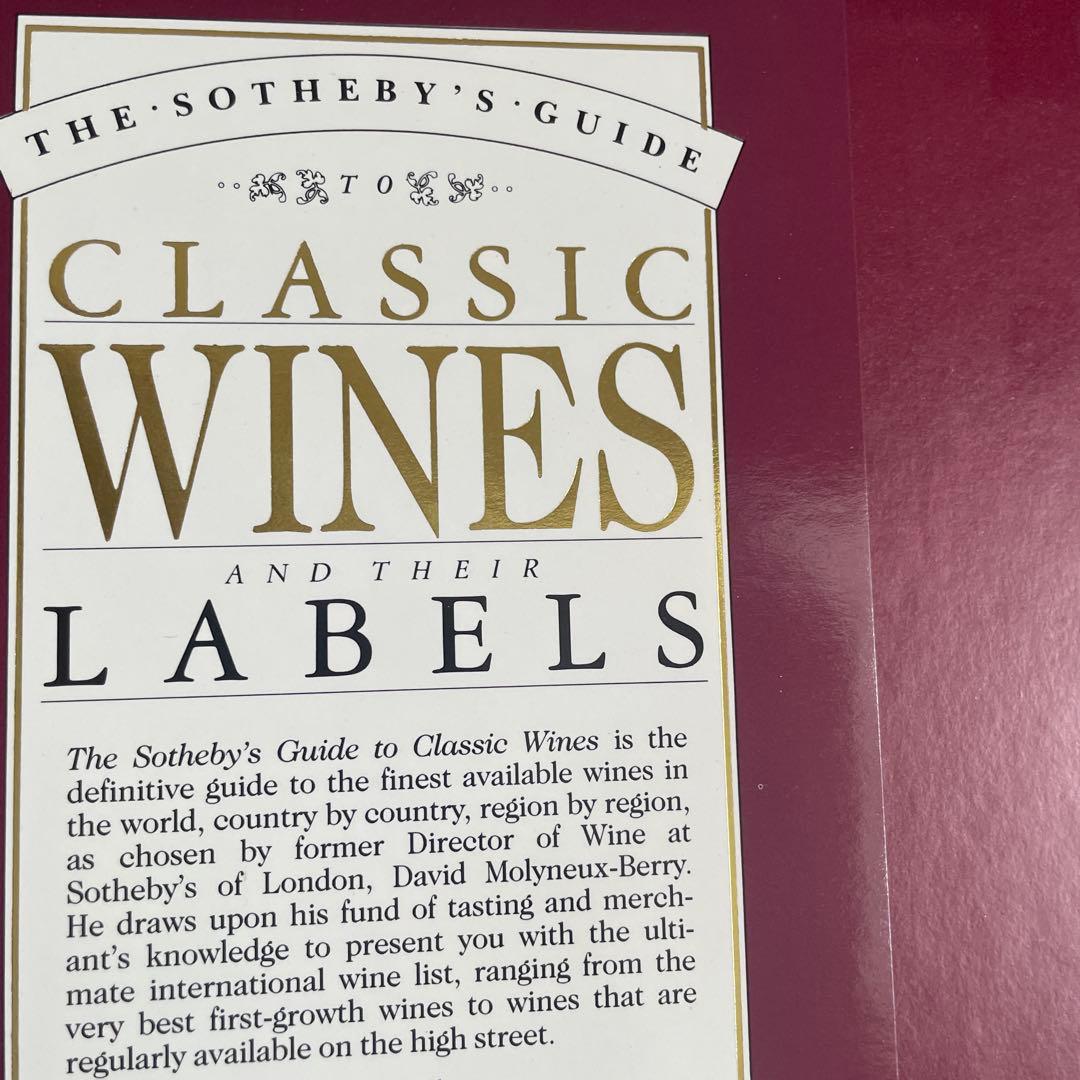 THE·SOTHEBY'S·GUIDE
TO
CLASSIC
WINES
AND THEIR
LABELS
The Sotheby's Guide to Classic Wines is the
definitive guide to the finest available wines in
the world, country by country, region by region,
as chosen by former Director of Wine at
Sotheby's of London, David Molyneux-Berry.
He draws upon his fund of tasting and merch-
ant's knowledge to present you with the ulti-
mate international wine list, ranging from the
very best first-growth wines to wines that are
regularly available on the high street.